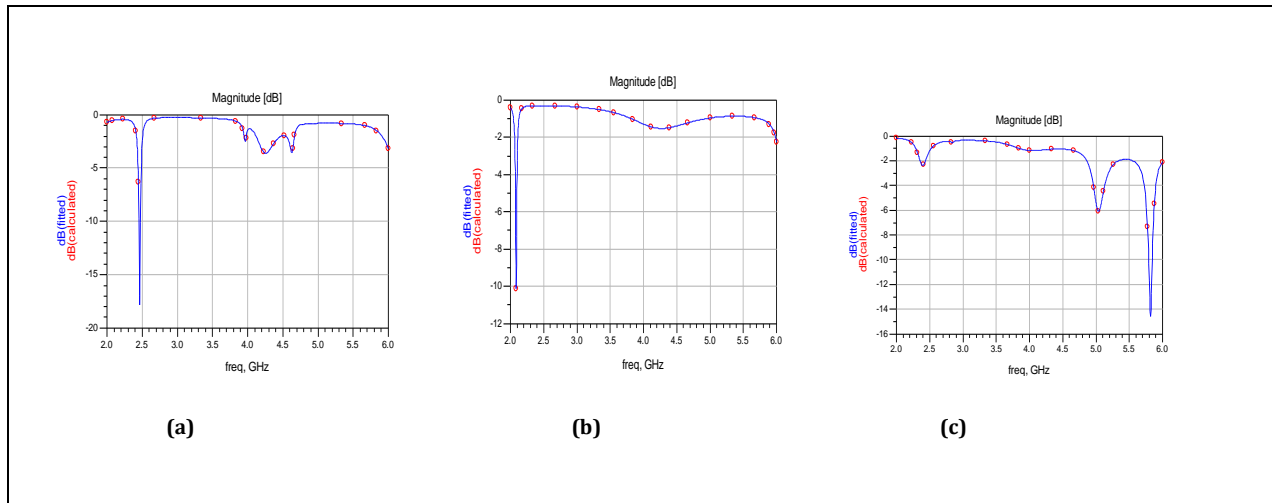 Magnitude [dB]
0
-5
-10
-15
-20
dB(fitted)
dB(calculated)
2.0 2.5 3.0 3.5 4.0 4.5 5.0 5.5 6.0
freq, GHz
(a)
Magnitude [dB]
0
-2
-4
-6
-8
-10
-12
dB(fitted)
dB(calculated)
2.0 2.5 3.0 3.5 4.0 4.5 5.0 5.5 6.0
freq, GHz
(b)
Magnitude [dB]
0
-2
-4
-6
-8
-10
-12
-14
-16
dB(fitted)
dB(calculated)
2.0 2.5 3.0 3.5 4.0 4.5 5.0 5.5 6.0
freq, GHz
(c)